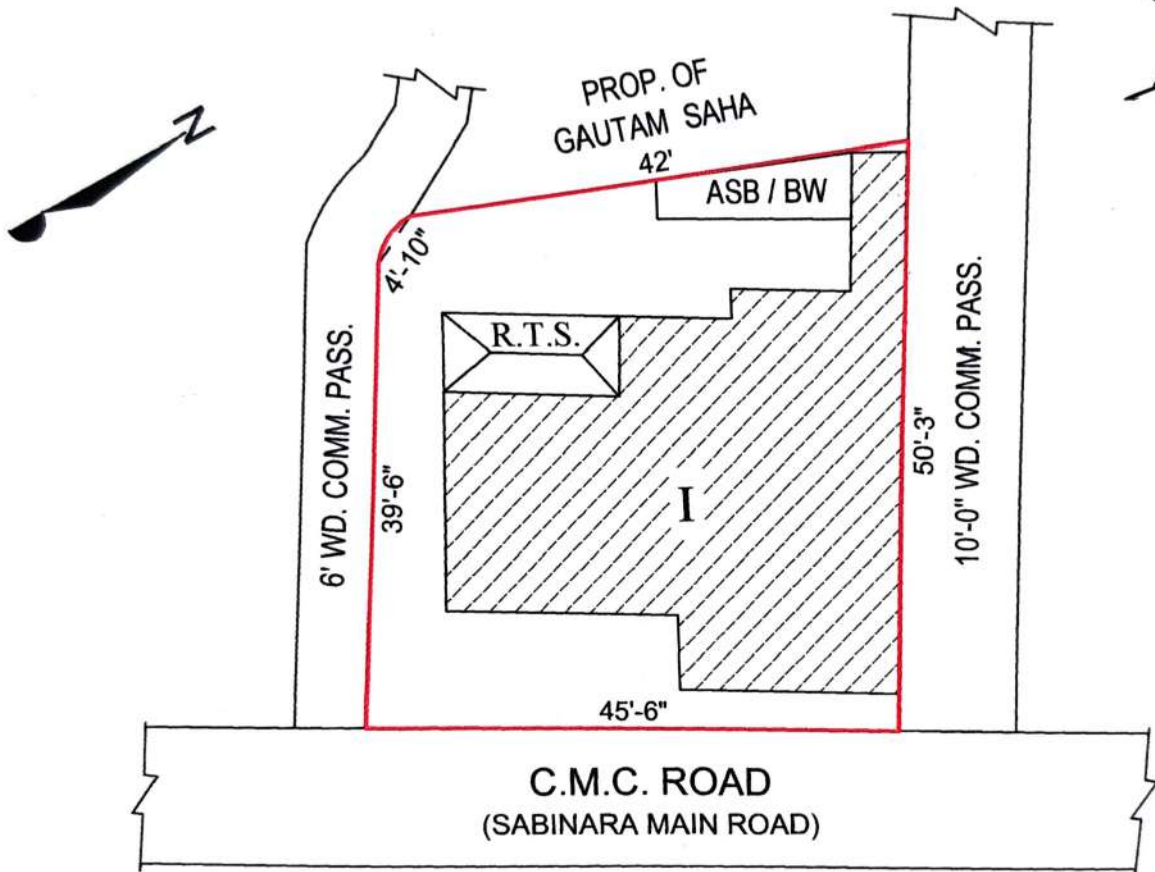 N
PROP. OF
GAUTAM SAHA
42'
ASB / BW
4'-10"
R.T.S.
6' WD. COMM. PASS.
39'-6"
I
50'-3"
10'-0" WD. COMM. PASS.
45'-6"
C.M.C. ROAD
(SABINARA MAIN ROAD)